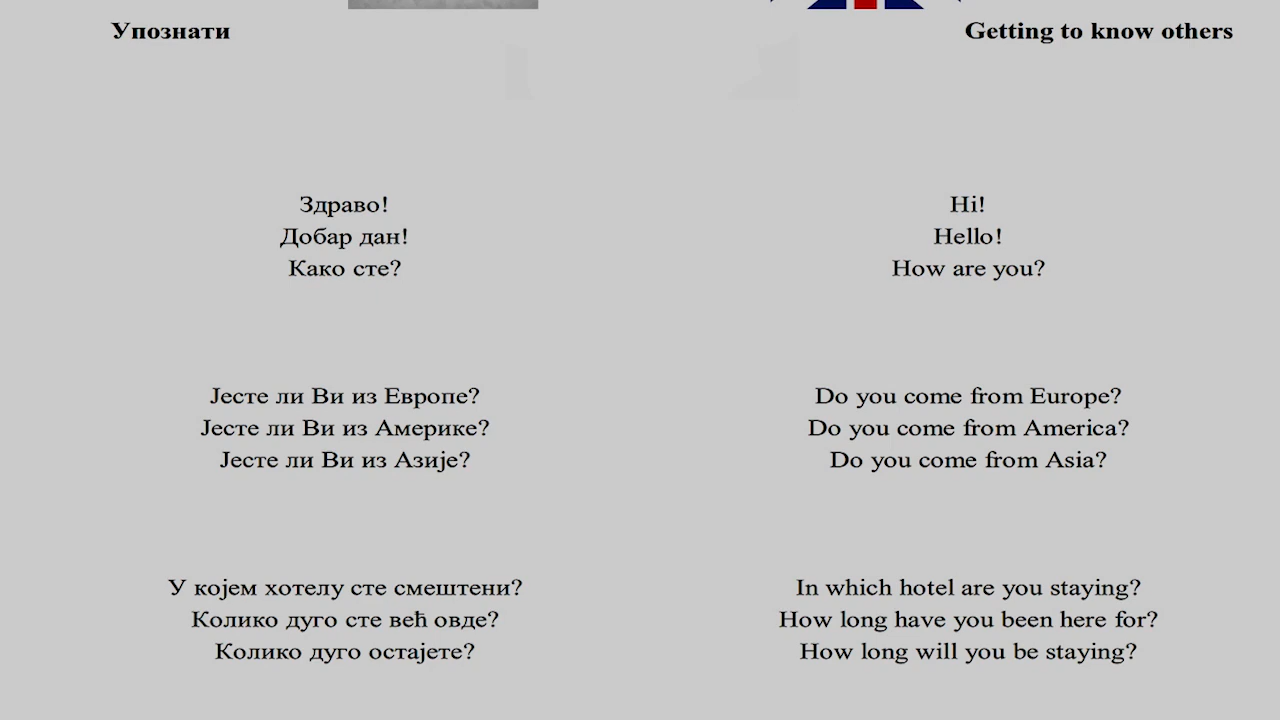 Упознати
Getting to know others
Здраво!
Добар дан!
Како сте?
Hi!
Hello!
How are you?
Јесте ли Ви из Европе?
Јесте ли Ви из Америке?
Јесте ли Ви из Азије?
Do you come from Europe?
Do you come from America?
Do you come from Asia?
У којем хотелу сте смештени?
Колико дуго сте већ овде?
Колико дуго остајете?
In which hotel are you staying?
How long have you been here for?
How long will you be staying?